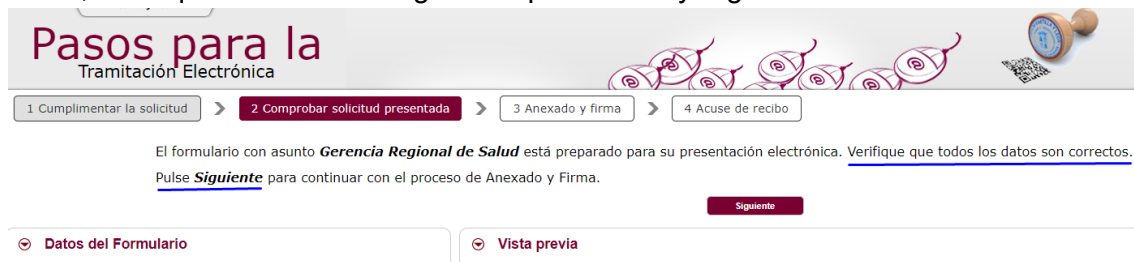 Pasos para la
Tramitación Electrónica
1 Cumplimentar la solicitud
2 Comprobar solicitud presentada
3 Anexado y firma
4 Acuse de recibo
El formulario con asunto Gerencia Regional de Salud está preparado para su presentación electrónica. Verifique que todos los datos son correctos.
Pulse Siguiente para continuar con el proceso de Anexado y Firma.
Siguiente
Datos del Formulario
Vista previa